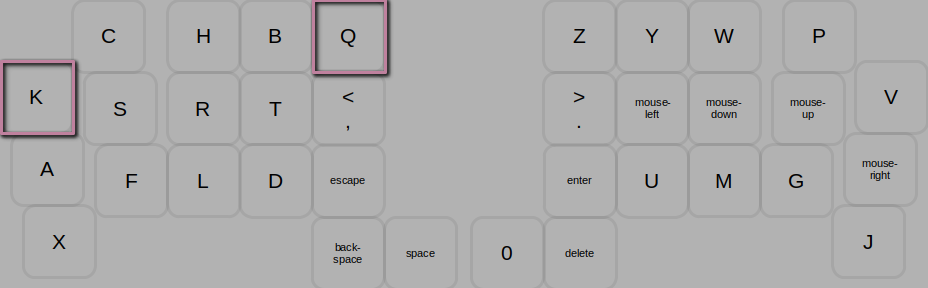 C H B Q Z Y W P
K S R T < , > . mouse-left mouse-down mouse-up V
A F L D escape enter U M G mouse-right
X back-space space 0 delete J